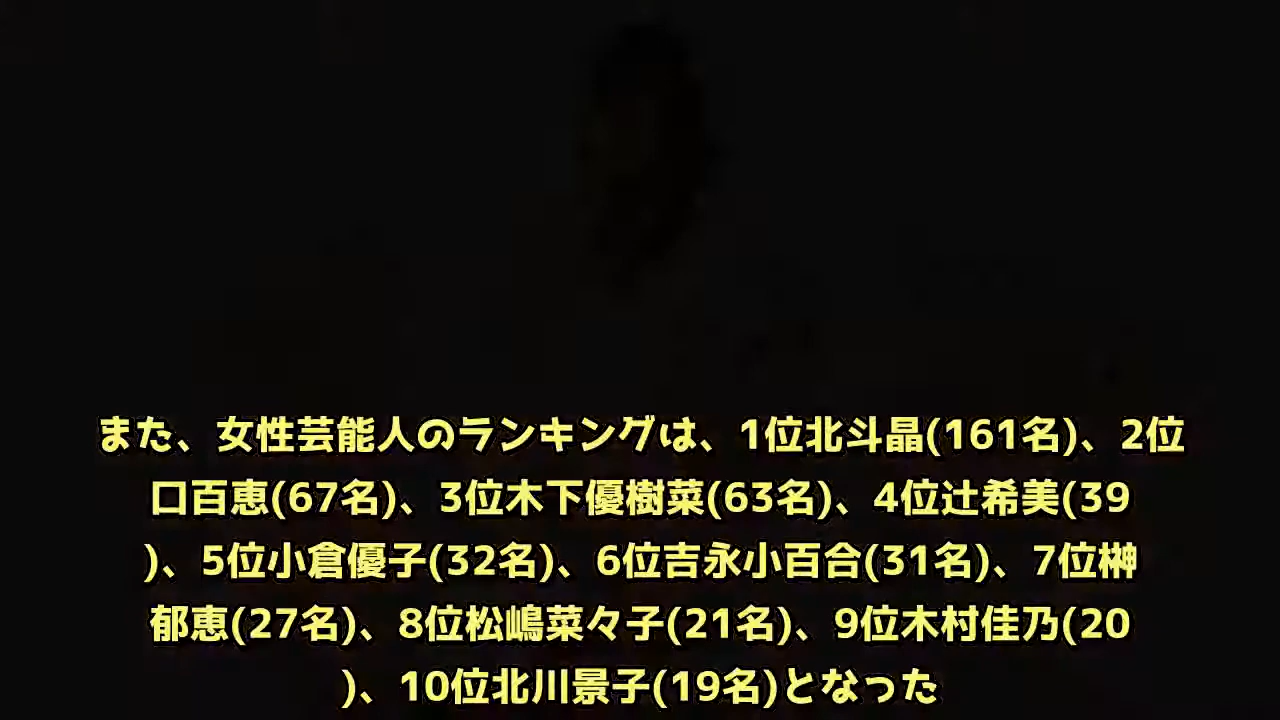 また、女性芸能人のランキングは、1位北斗晶(161名)、2位
口百恵(67名)、3位木下優樹菜(63名)、4位辻希美(39
)、5位小倉優子(32名)、6位吉永小百合(31名)、7位榊
郁恵(27名)、8位松嶋菜々子(21名)、9位木村佳乃(20
)、10位北川景子(19名)となった